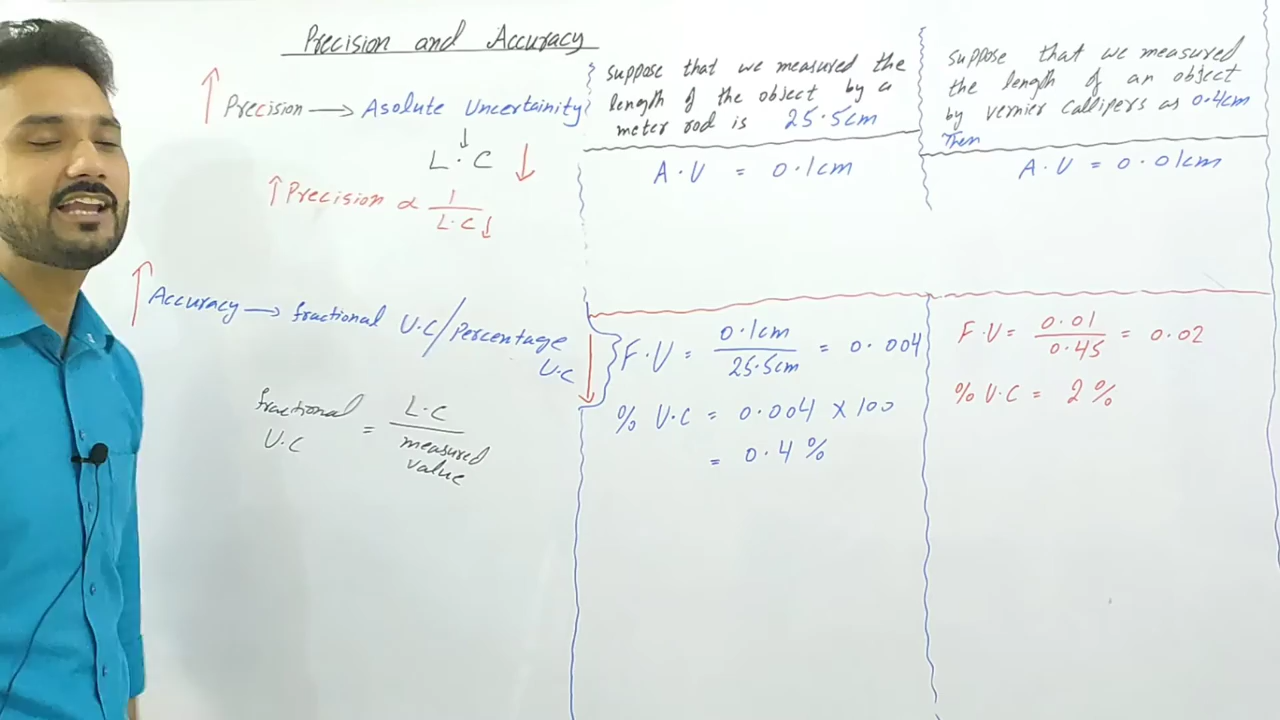 Precision and Accuracy
Precision → Asolute Uncertainity
L.C
Precision ∝ 1/L.C
Accuracy → fractional U.C/Percentage
U.C
fractional U.C = L.C/measured value
suppose that we measured the
length of the object by a
meter rod is 25.5cm
A.U = 0.1cm
F.U = 0.1cm/25.5cm = 0.004
% U.C = 0.004 × 100
= 0.4%
suppose that we measured
the length of an object
by vernier Callipers as 0.4cm
Then
A.U = 0.01cm
F.U = 0.01/0.45 = 0.02
% U.C = 2%